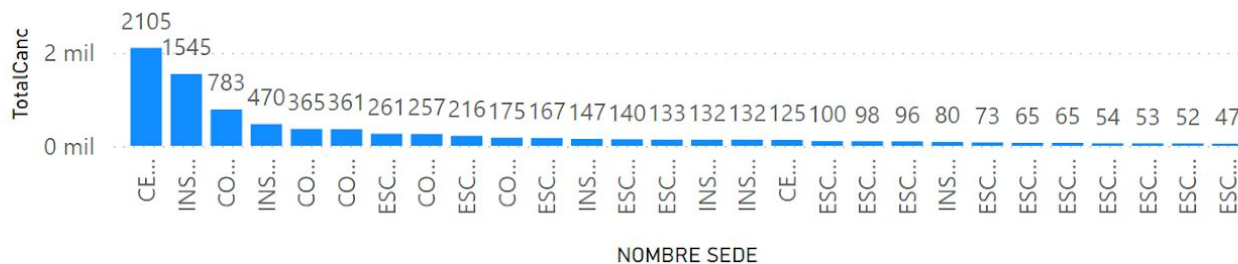 2105
1545
783
470
365
361
261
257
216
175
167
147
140
133
132
132
125
100
98
96
80
73
65
65
54
53
52
47
TotalCanc
2 mil
0 mil
CE...
INS...
CO...
INS...
CO...
CO...
ESC...
CO...
ESC...
CO...
ESC...
INS...
ESC...
ESC...
INS...
INS...
CE...
ESC...
ESC...
ESC...
INS...
ESC...
ESC...
ESC...
ESC...
ESC...
ESC...
ESC...
NOMBRE SEDE